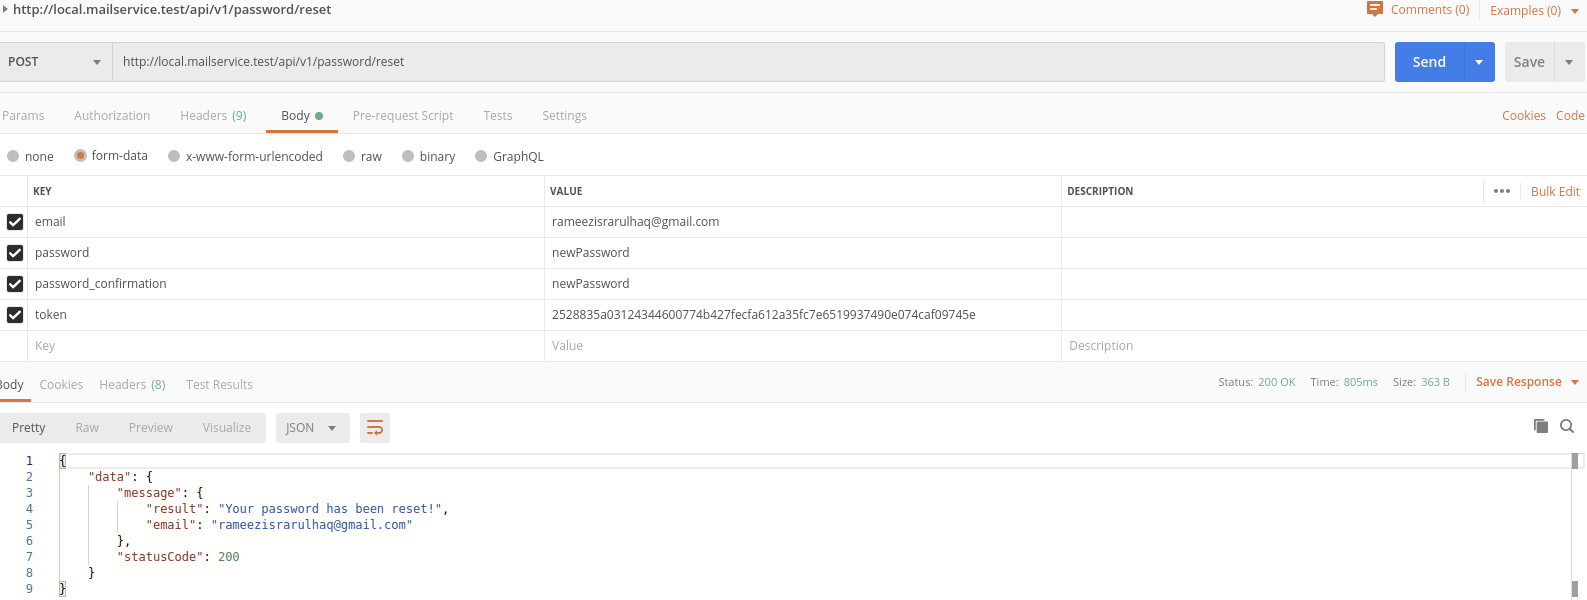 http://local.mailservice.test/api/v1/password/reset Comments (0) Examples (0)
POST http://local.mailservice.test/api/v1/password/reset Send Save
Params Authorization Headers (9) Body Pre-request Script Tests Settings Cookies Code
none form-data x-www-form-urlencoded raw binary GraphQL
KEY VALUE DESCRIPTION ••• Bulk Edit
email rameezisrarulhaq@gmail.com
password newPassword
password_confirmation newPassword
token 2528835a03124344600774b427fecfa612a35fc7e6519937490e074caf09745e
Key Value Description
Body Cookies Headers (8) Test Results Status: 200 OK Time: 805ms Size: 363 B Save Response
Pretty Raw Preview Visualize JSON
1 {
2 "data": {
3 "message": {
4 "result": "Your password has been reset!",
5 "email": "rameezisrarulhaq@gmail.com"
6 },
7 "statusCode": 200
8 }
9 }